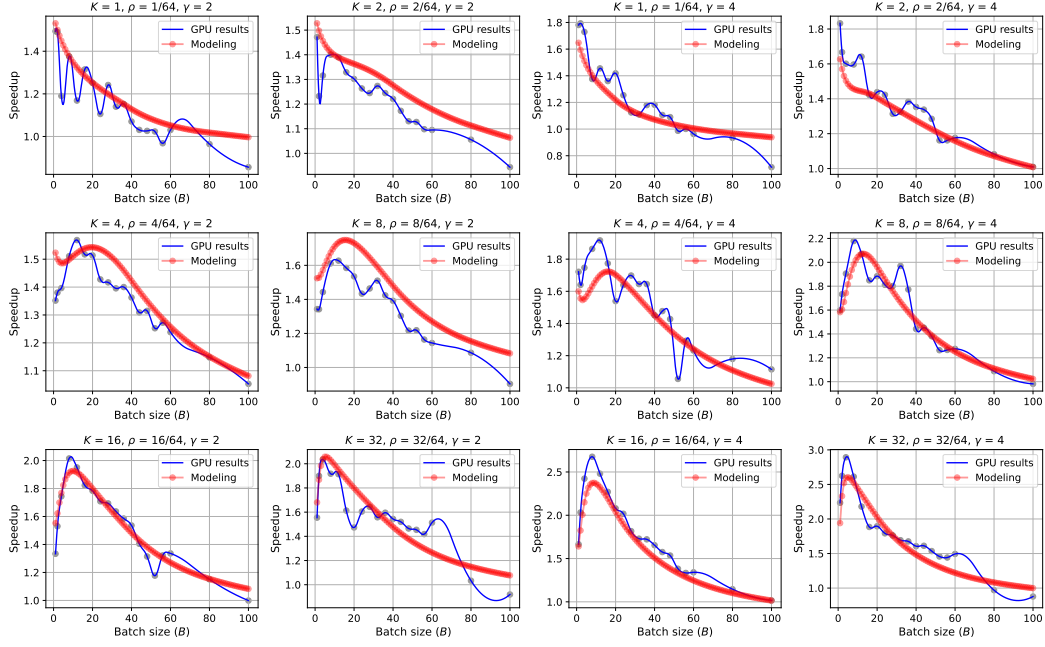 K = 1, ρ = 1/64, γ = 2
1.4
1.2
1.0
Speedup
GPU results
Modeling
0 20 40 60 80 100
Batch size (B)
K = 2, ρ = 2/64, γ = 2
1.5
1.4
1.3
1.2
1.1
1.0
Speedup
GPU results
Modeling
0 20 40 60 80 100
Batch size (B)
K = 1, ρ = 1/64, γ = 4
1.8
1.6
1.4
1.2
1.0
0.8
Speedup
GPU results
Modeling
0 20 40 60 80 100
Batch size (B)
K = 2, ρ = 2/64, γ = 4
1.8
1.6
1.4
1.2
1.0
Speedup
GPU results
Modeling
0 20 40 60 80 100
Batch size (B)
K = 4, ρ = 4/64, γ = 2
1.5
1.4
1.3
1.2
1.1
Speedup
GPU results
Modeling
0 20 40 60 80 100
Batch size (B)
K = 8, ρ = 8/64, γ = 2
1.6
1.4
1.2
1.0
Speedup
GPU results
Modeling
0 20 40 60 80 100
Batch size (B)
K = 4, ρ = 4/64, γ = 4
1.8
1.6
1.4
1.2
1.0
Speedup
GPU results
Modeling
0 20 40 60 80 100
Batch size (B)
K = 8, ρ = 8/64, γ = 4
2.2
2.0
1.8
1.6
1.4
1.2
1.0
Speedup
GPU results
Modeling
0 20 40 60 80 100
Batch size (B)
K = 16, ρ = 16/64, γ = 2
2.0
1.8
1.6
1.4
1.2
1.0
Speedup
GPU results
Modeling
0 20 40 60 80 100
Batch size (B)
K = 32, ρ = 32/64, γ = 2
2.0
1.8
1.6
1.4
1.2
1.0
Speedup
GPU results
Modeling
0 20 40 60 80 100
Batch size (B)
K = 16, ρ = 16/64, γ = 4
2.5
2.0
1.5
1.0
Speedup
GPU results
Modeling
0 20 40 60 80 100
Batch size (B)
K = 32, ρ = 32/64, γ = 4
3.0
2.5
2.0
1.5
1.0
Speedup
GPU results
Modeling
0 20 40 60 80 100
Batch size (B)